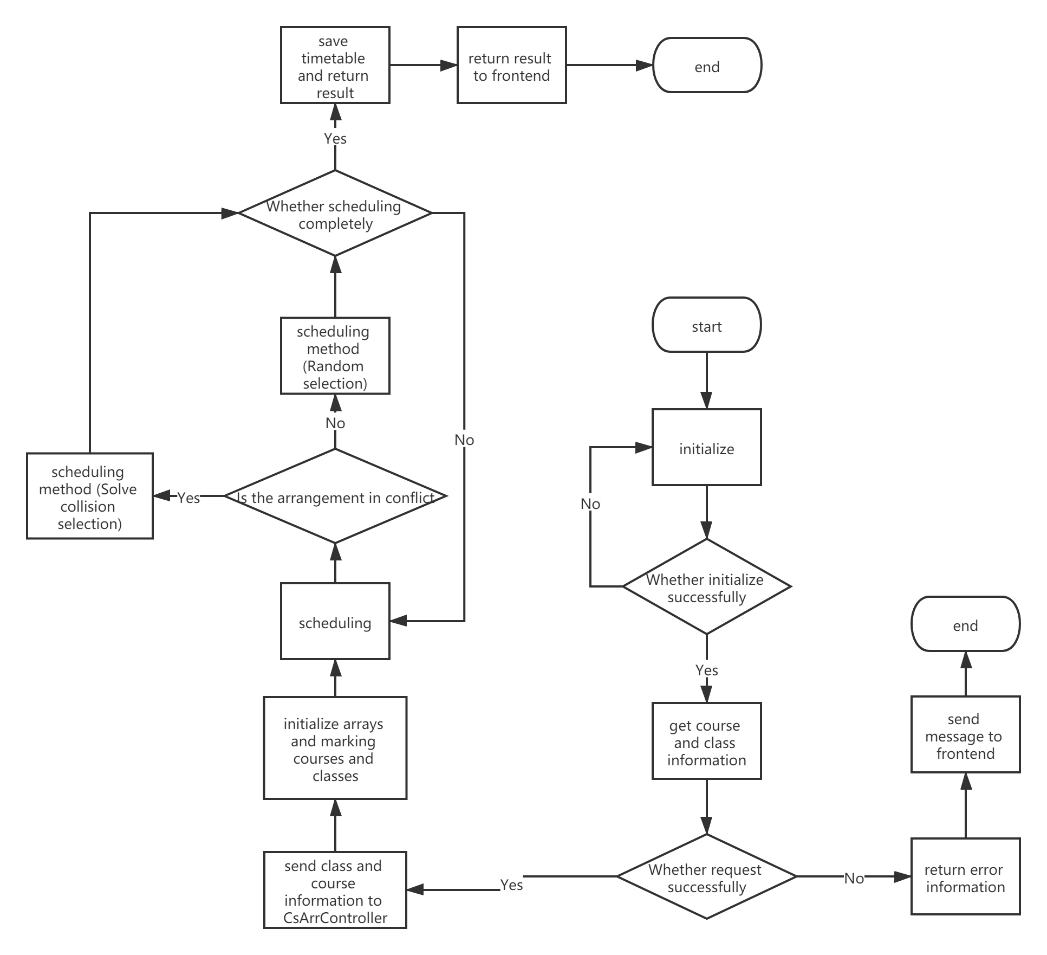 save
timetable
and return
result
return result
to frontend
end
Yes
Whether scheduling
completely
scheduling
method
(Random
selection)
No
No
scheduling
method (Solve
collision
selection)
Yes
Is the arrangement in conflict
scheduling
initialize arrays
and marking
courses and
classes
send class and
course
information to
CsArrController
start
initialize
No
Whether initialize
successfully
Yes
get course
and class
information
Whether request
successfully
Yes
No
end
send
message to
frontend
return error
information